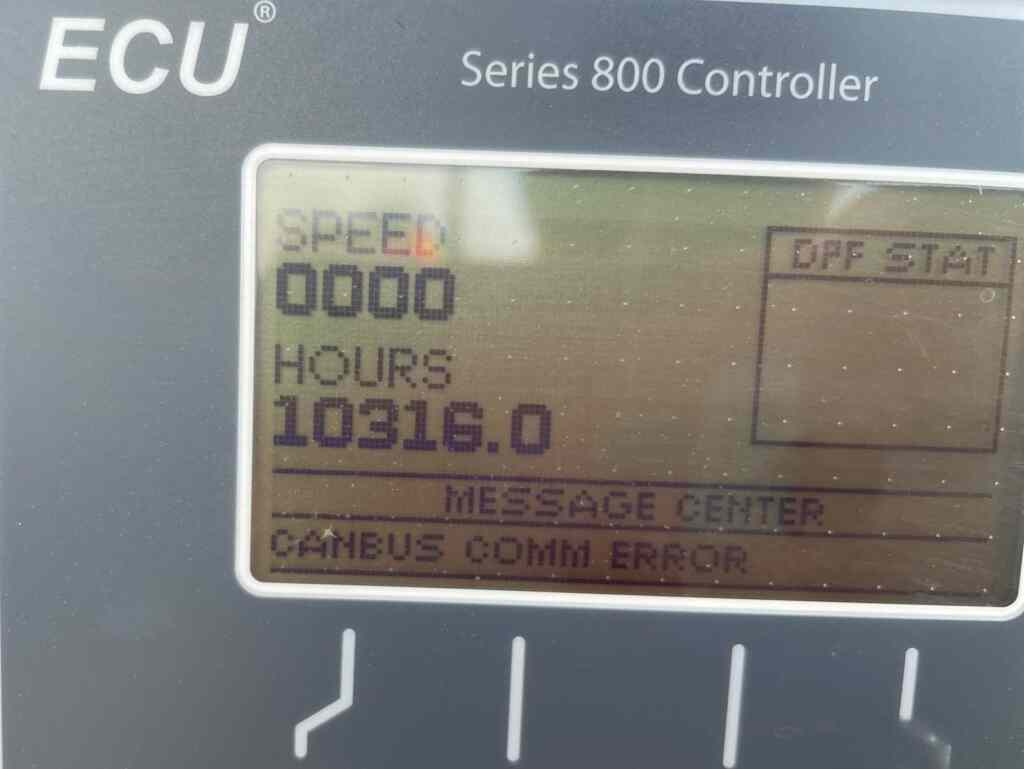 ECU®
Series 800 Controller
SPEED
0000
DPF STAT
HOURS
10316.0
MESSAGE CENTER
CANBUS COMM ERROR